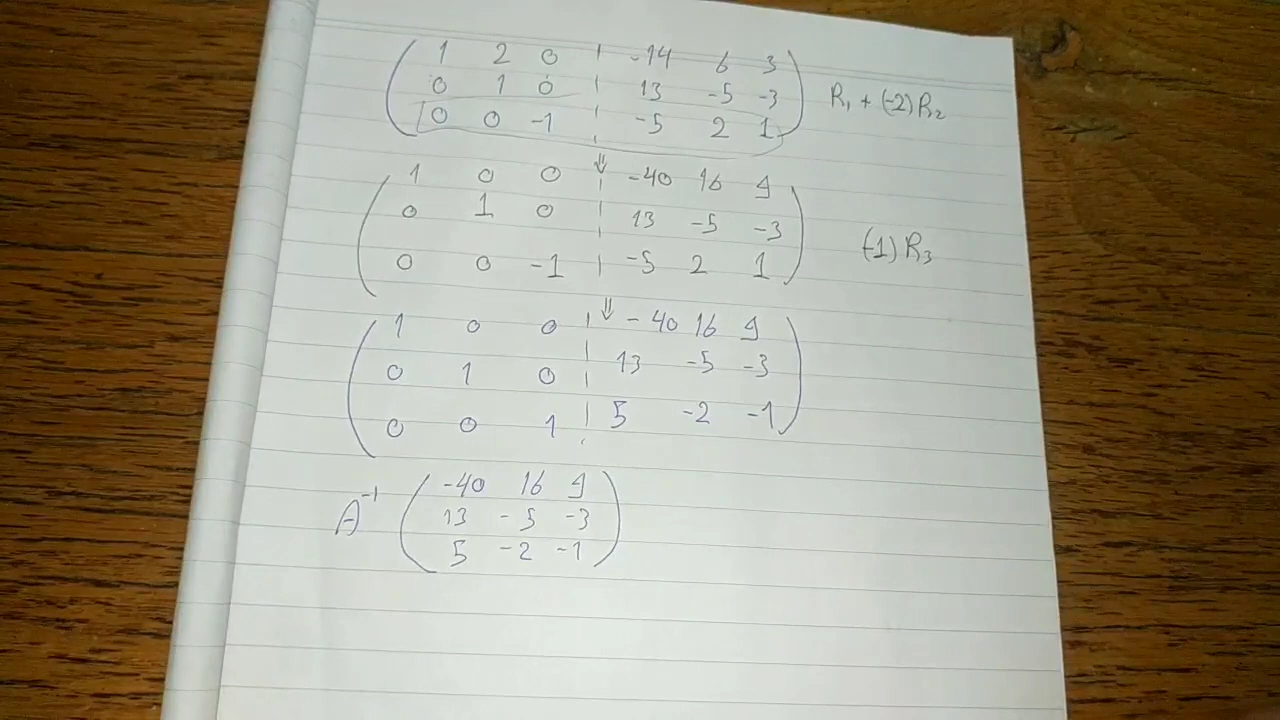 1 2 0 | -14 6 3
0 1 0 | 13 -5 -3 R₁ + (-2)R₂
0 0 -1 | -5 2 1
⇓
1 0 0 | -40 16 9
0 1 0 | 13 -5 -3 (-1)R₃
0 0 -1 | -5 2 1
⇓
1 0 0 | -40 16 9
0 1 0 | 13 -5 -3
0 0 1 | 5 -2 -1
-40 16 9
A⁻¹ 13 -5 -3
5 -2 -1